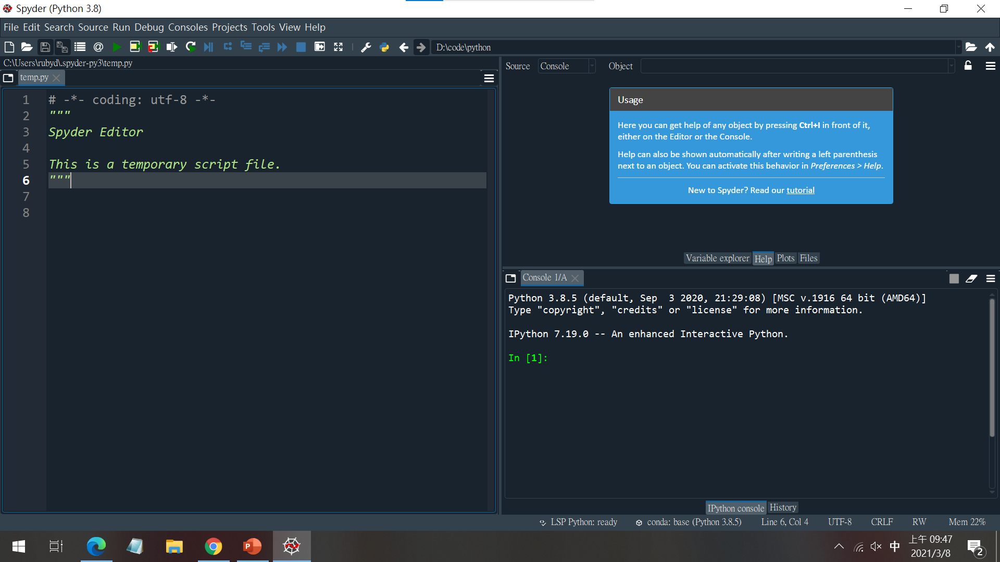 Spyder (Python 3.8)
File Edit Search Source Run Debug Consoles Projects Tools View Help
D:\code\python
C:\Users\rubyd\.spyder-py3\temp.py
temp.py
1 # -*- coding: utf-8 -*-
2 """
3 Spyder Editor
4
5 This is a temporary script file.
6 """
7
8
Source Console Object
Usage
Here you can get help of any object by pressing Ctrl+I in front of it,
either on the Editor or the Console.
Help can also be shown automatically after writing a left parenthesis
next to an object. You can activate this behavior in Preferences > Help.
New to Spyder? Read our tutorial
Variable explorer Help Plots Files
Console 1/A
Python 3.8.5 (default, Sep  3 2020, 21:29:08) [MSC v.1916 64 bit (AMD64)]
Type "copyright", "credits" or "license" for more information.
IPython 7.19.0 -- An enhanced Interactive Python.
In [1]:
IPython console History
LSP Python: ready conda: base (Python 3.8.5) Line 6, Col 4 UTF-8 CRLF RW Mem 22%
中
上午 09:47
2021/3/8
2